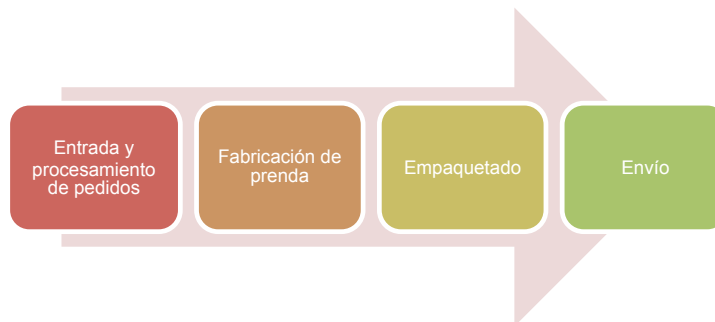 Entrada y
procesamiento
de pedidos
Fabricación de
prenda
Empaquetado
Envío